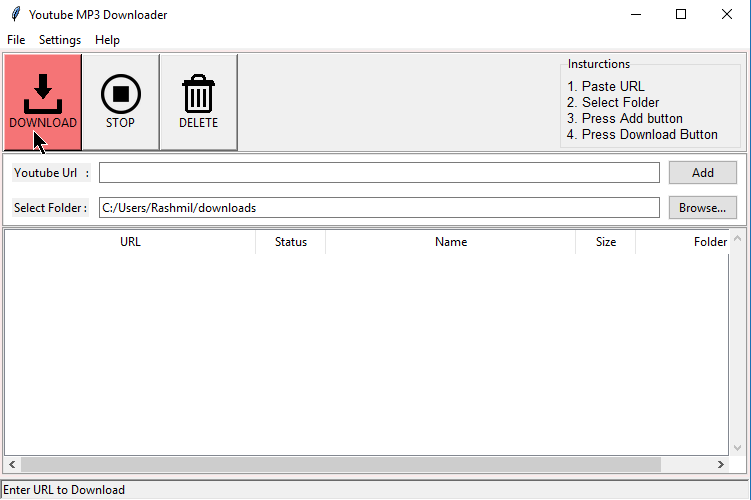 Youtube MP3 Downloader
File Settings Help
DOWNLOAD STOP DELETE
Insturctions
1. Paste URL
2. Select Folder
3. Press Add button
4. Press Download Button
Youtube Url : Add
Select Folder : C:/Users/Rashmil/downloads Browse...
URL Status Name Size Folder
Enter URL to Download